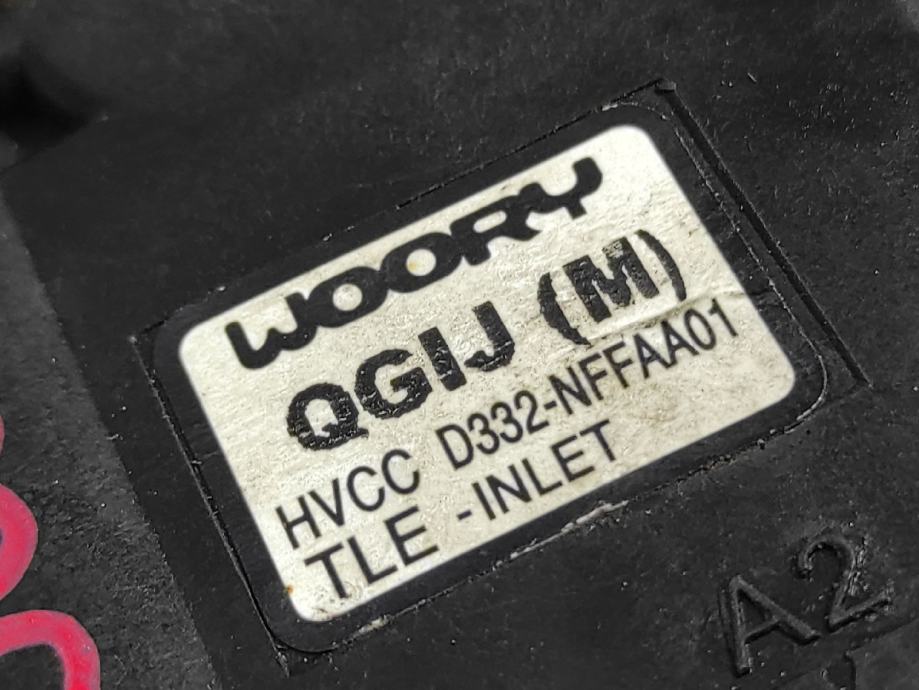 WOORY
QGIJ (M)
HVCC D332-NFFAA01
TLE -INLET
A2